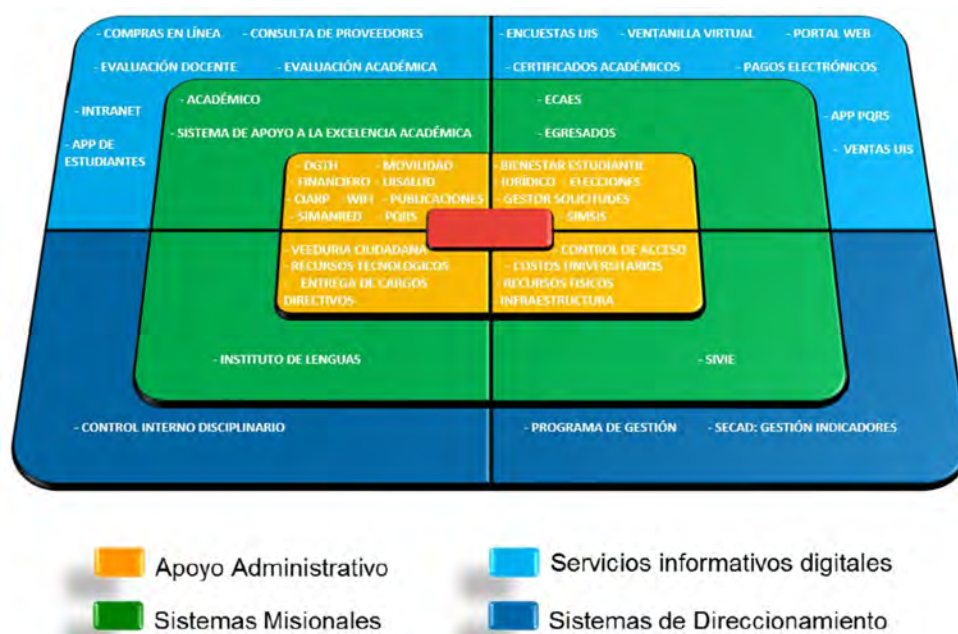 - COMPRAS EN LÍNEA - CONSULTA DE PROVEEDORES
- ENCUESTAS UIS - VENTANILLA VIRTUAL - PORTAL WEB
- EVALUACIÓN DOCENTE - EVALUACIÓN ACADÉMICA
- CERTIFICADOS ACADÉMICOS - PAGOS ELECTRÓNICOS
- INTRANET
- APP DE
ESTUDIANTES
- ACADÉMICO
- SISTEMA DE APOYO A LA EXCELENCIA ACADÉMICA
- ECAES
- EGRESADOS
- APP PQRS
- VENTAS UIS
- DGTH - MOVILIDAD
- FINANCIERO - UISALUD
- CIARP WIFI - PUBLICACIONES
- SIMANRED PQRS
- BIENESTAR ESTUDIANTIL
- JURÍDICO - ELECCIONES
- GESTOR SOLICITUDES
- SIMSIS
- VEEDURIA CIUDADANA
- RECURSOS TECNOLOGICOS
- ENTREGA DE CARGOS
DIRECTIVOS
- CONTROL DE ACCESO
- COSTOS UNIVERSITARIOS
- RECURSOS FISICOS
INFRAESTRUCTURA
- INSTITUTO DE LENGUAS
- SIVIE
- CONTROL INTERNO DISCIPLINARIO
- PROGRAMA DE GESTIÓN - SECAD: GESTIÓN INDICADORES
Apoyo Administrativo
Servicios informativos digitales
Sistemas Misionales
Sistemas de Direccionamiento